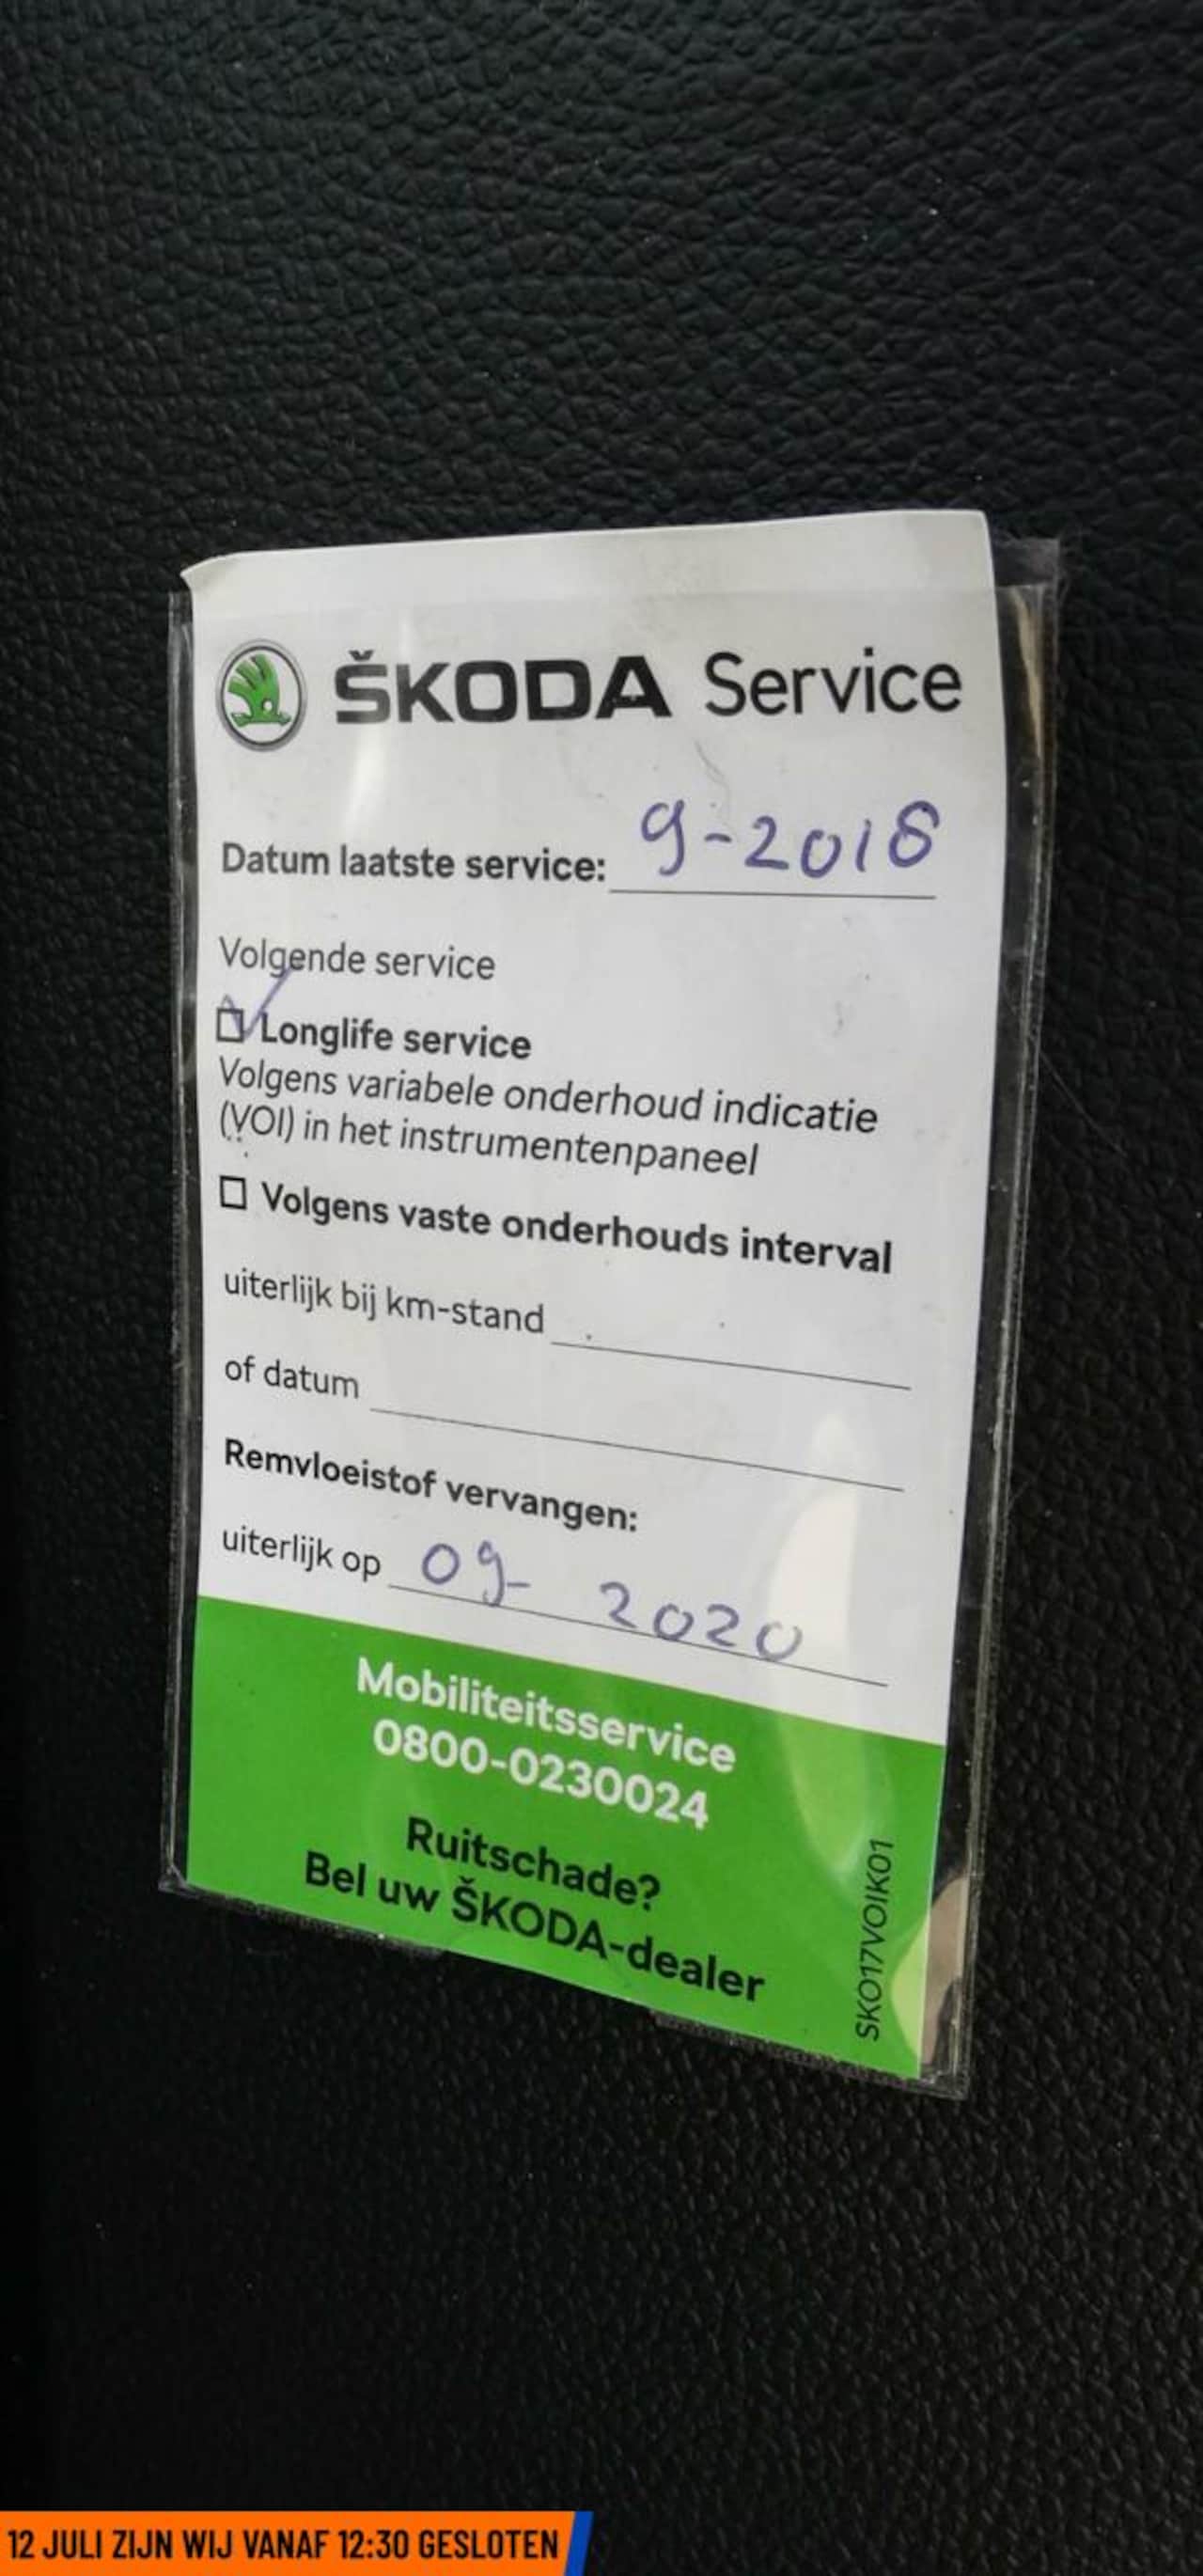 ŠKODA Service
Datum laatste service: 9-2018
Volgende service
Longlife service
Volgens variabele onderhoud indicatie
(VOI) in het instrumentenpaneel
Volgens vaste onderhouds interval
uiterlijk bij km-stand
of datum
Remvloeistof vervangen:
uiterlijk op 09-2020
Mobiliteitsservice
0800-0230024
Ruitschade?
Bel uw ŠKODA-dealer
SKO17VOIK01
12 JULI ZIJN WIJ VANAF 12:30 GESLOTEN